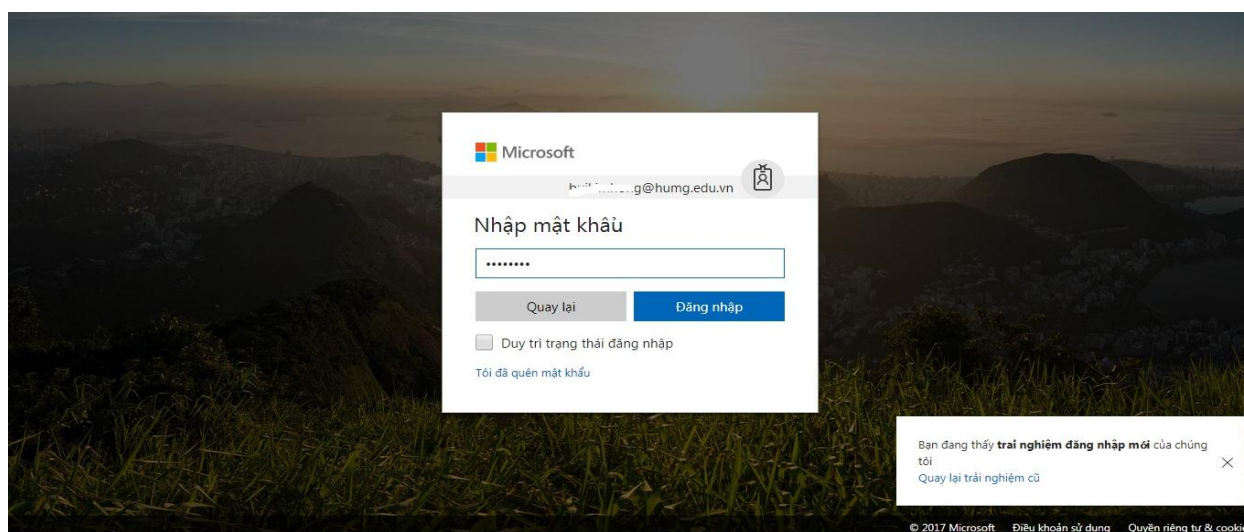 Microsoft
g@humg.edu.vn
Nhập mật khẩu
••••••••
Quay lại
Đăng nhập
Duy trì trạng thái đăng nhập
Tôi đã quên mật khẩu
Bạn đang thấy trải nghiệm đăng nhập mới của chúng
tôi
Quay lại trải nghiệm cũ
© 2017 Microsoft Điều khoản sử dụng Quyền riêng tư & cookie